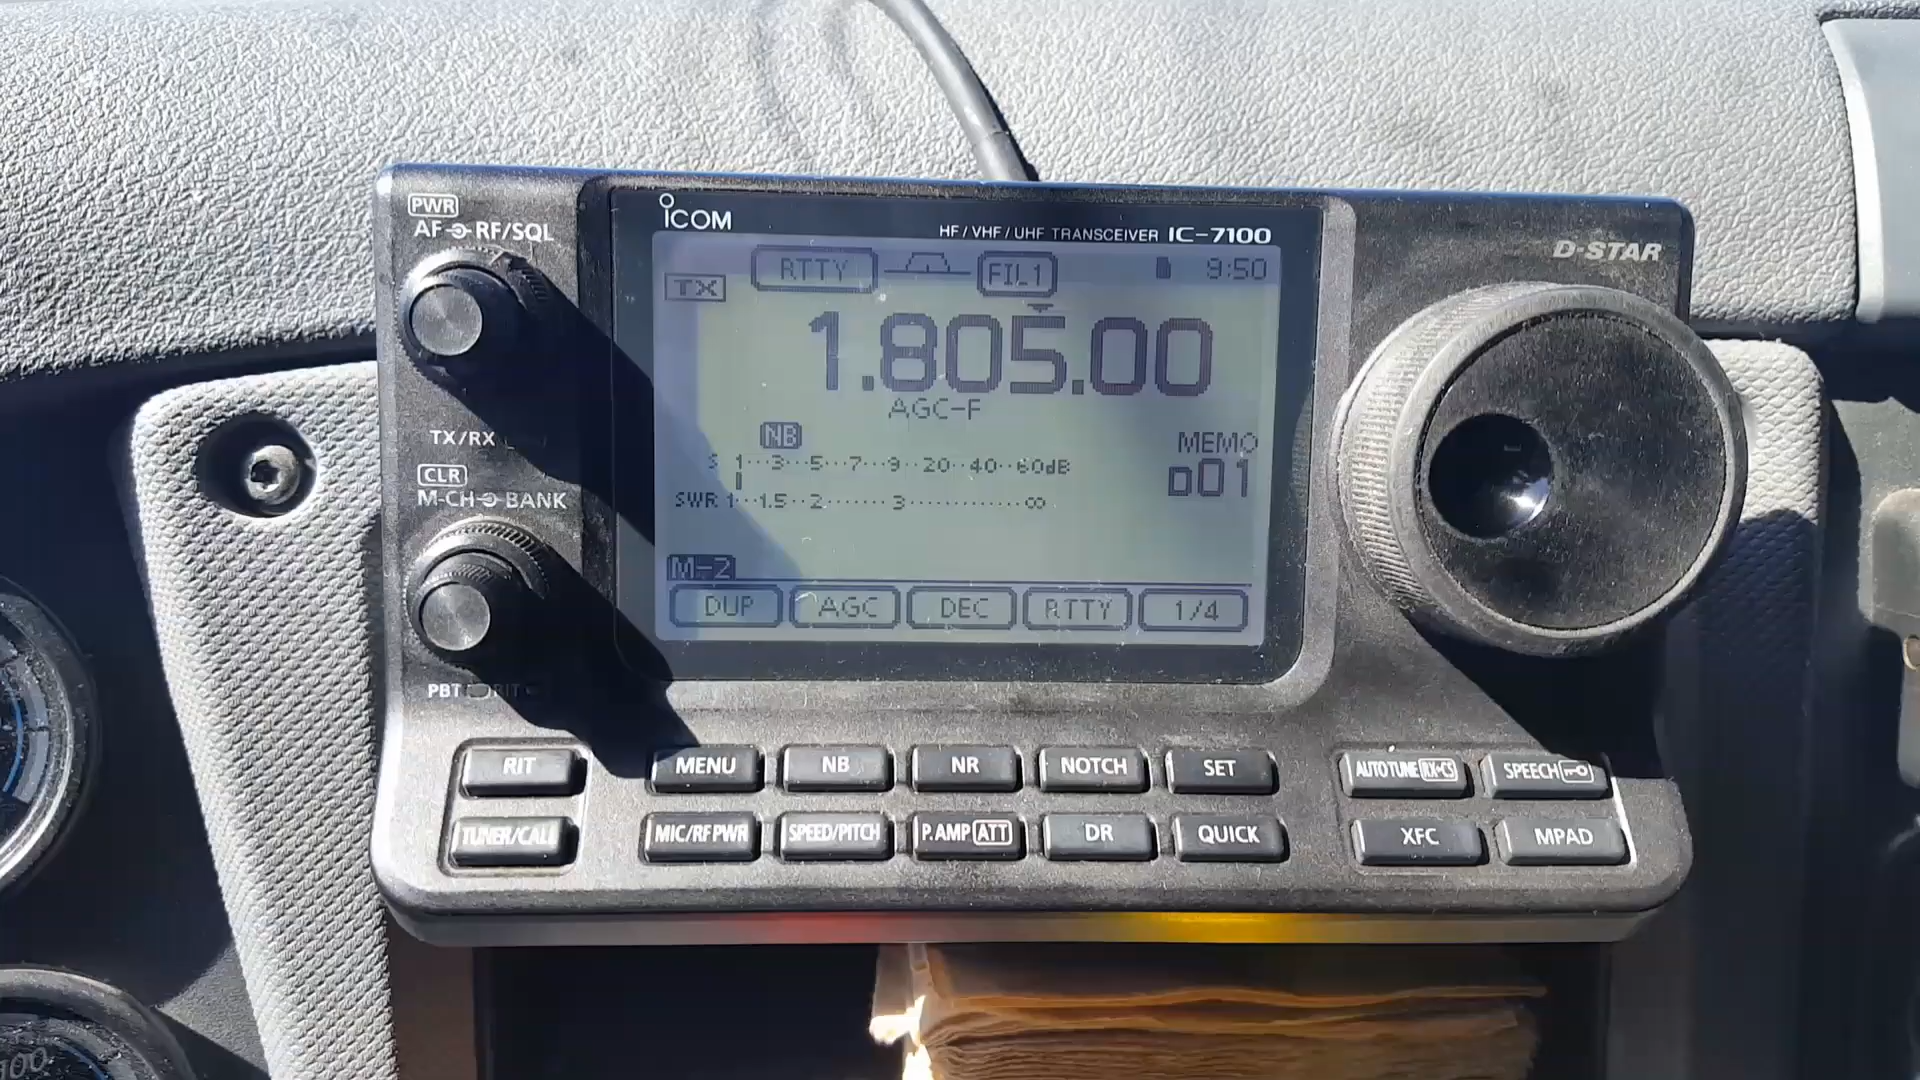 PWR
AF RF/SQL
ICOM
HF/VHF/UHF TRANSCEIVER IC-7100
D-STAR
RTTY FIL1 9:50
TX
1.805.00
AGC-F
NB
MEMO
S 1···3··5···7···9··20··40··60dB
D01
SWR 1···1.5··2·······3············∞
M-2
DUP AGC DEC RTTY 1/4
TX/RX
CLR
M-CH BANK
PBT RIT
RIT MENU NB NR NOTCH SET AUTO TUNE RX•CS SPEECH
TUNER/CALL MIC/RF PWR SPEED/PITCH P.AMP ATT DR QUICK XFC MPAD
100